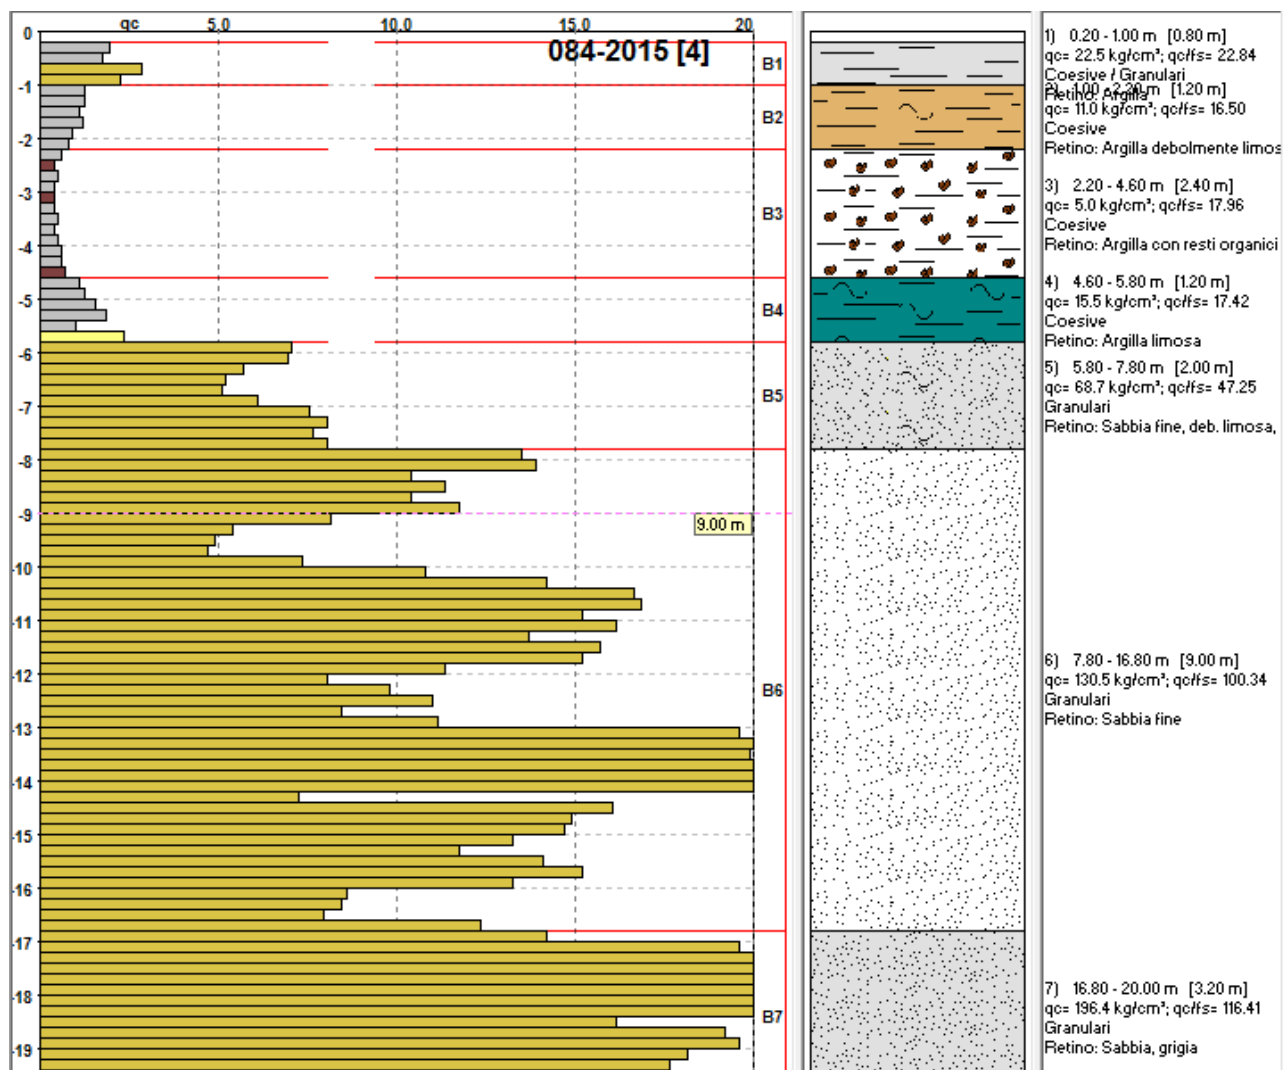 qc 5.0 10.0 15.0 20
084-2015 [4]
0
-1
-2
-3
-4
-5
-6
-7
-8
-9
-10
-11
-12
-13
-14
-15
-16
-17
-18
-19
9.00 m
B1
B2
B3
B4
B5
B6
B7
1) 0.20 - 1.00 m [0.80 m]
qc= 22.5 kg/cm²; qc/fs= 22.84
Coesive / Granulari
Retino: Argilla
2) 1.00 - 2.20 m [1.20 m]
qc= 11.0 kg/cm²; qc/fs= 16.50
Coesive
Retino: Argilla debolmente limos
3) 2.20 - 4.60 m [2.40 m]
qc= 5.0 kg/cm²; qc/fs= 17.96
Coesive
Retino: Argilla con resti organici
4) 4.60 - 5.80 m [1.20 m]
qc= 15.5 kg/cm²; qc/fs= 17.42
Coesive
Retino: Argilla limosa
5) 5.80 - 7.80 m [2.00 m]
qc= 68.7 kg/cm²; qc/fs= 47.25
Granulari
Retino: Sabbia fine, deb. limosa,
6) 7.80 - 16.80 m [9.00 m]
qc= 130.5 kg/cm²; qc/fs= 100.34
Granulari
Retino: Sabbia fine
7) 16.80 - 20.00 m [3.20 m]
qc= 196.4 kg/cm²; qc/fs= 116.41
Granulari
Retino: Sabbia, grigia